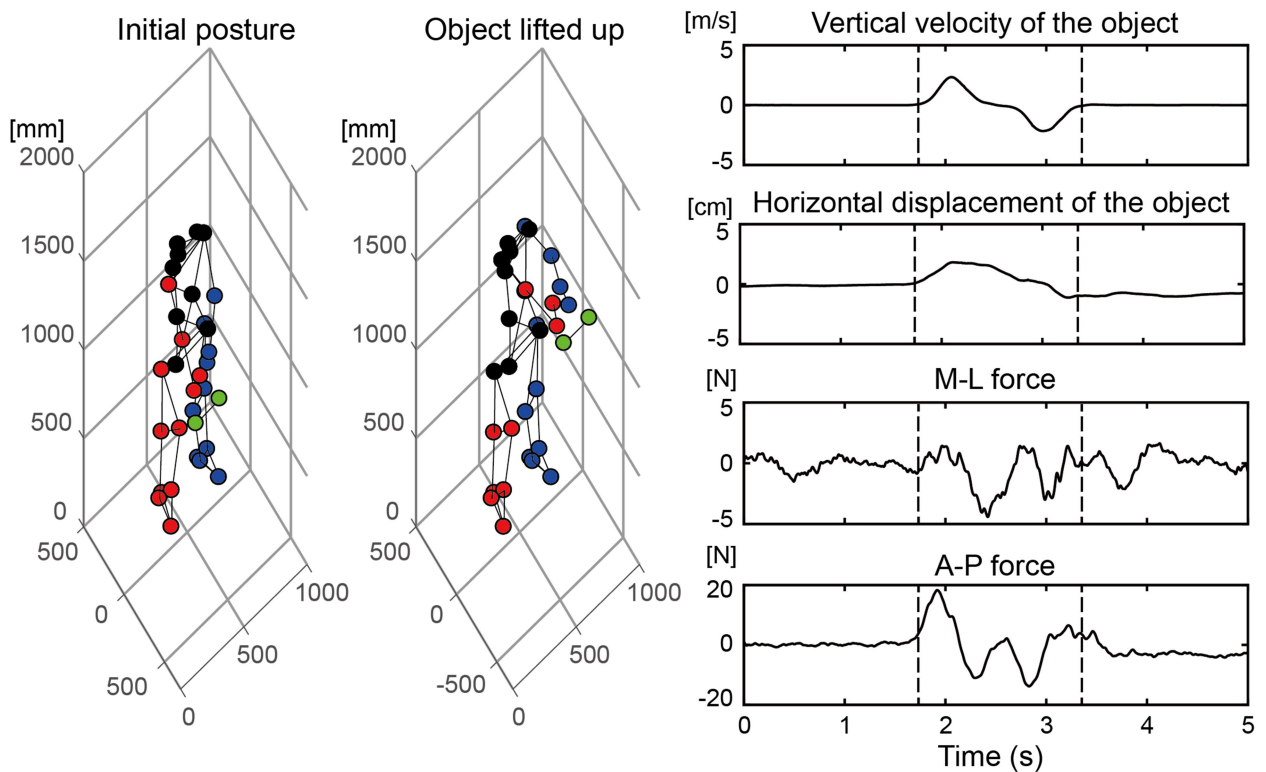 Initial posture
[mm]
2000
1500
1000
500
0
500
0
500
0
500
1000
Object lifted up
[mm]
2000
1500
1000
500
0
500
0
-500
0
500
1000
Vertical velocity of the object
[m/s]
5
0
-5
Horizontal displacement of the object
[cm]
5
0
-5
M-L force
[N]
5
0
-5
A-P force
[N]
20
0
-20
0 1 2 3 4 5
Time (s)